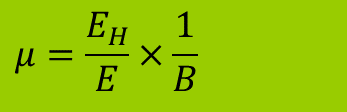 μ = E_H / E × 1 / B